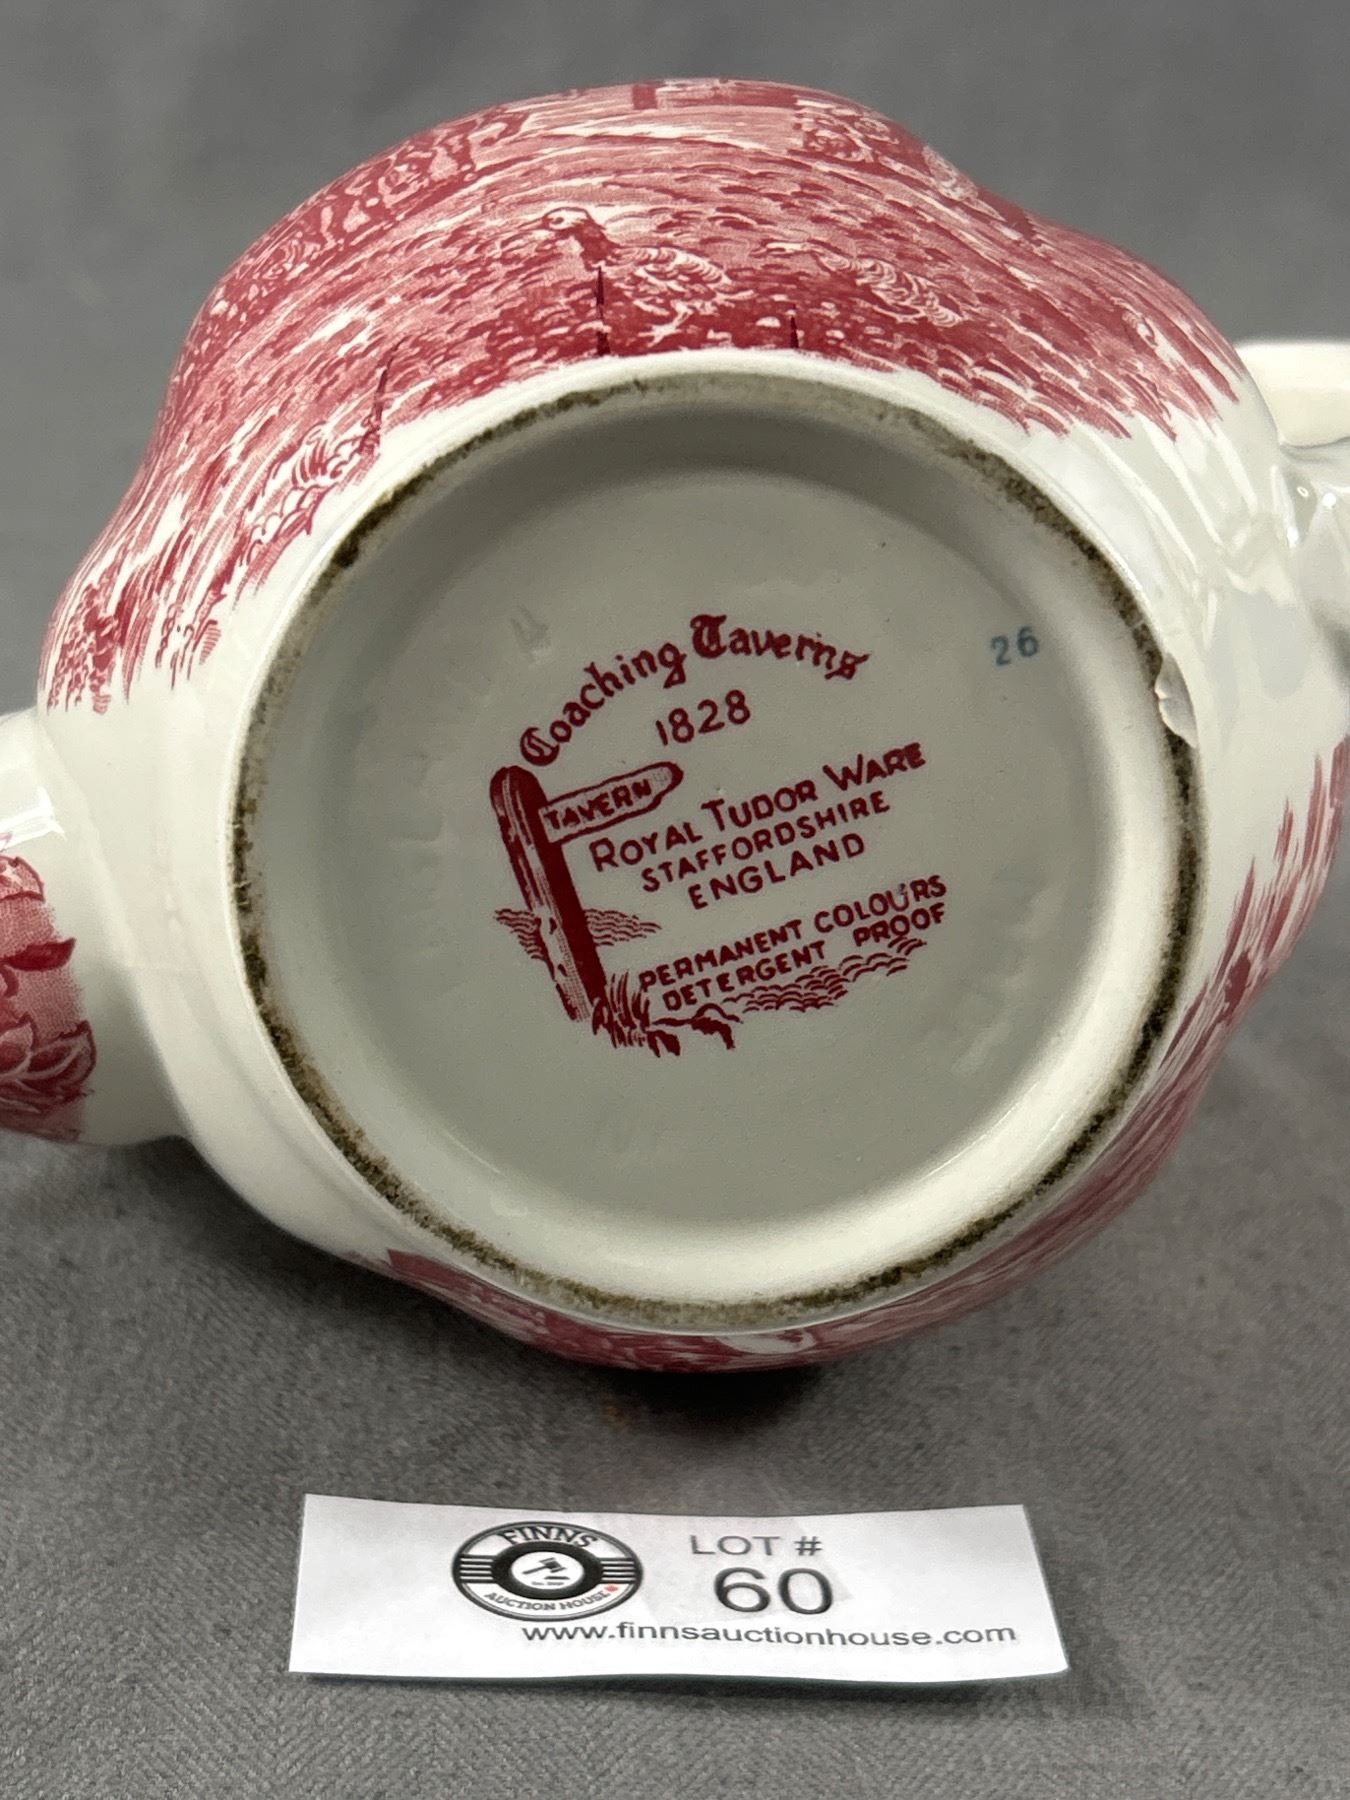 4
Coaching Taverns
26
1828
TAVERN
ROYAL TUDOR WARE
STAFFORDSHIRE
ENGLAND
PERMANENT COLOURS
DETERGENT PROOF
FINNS
AUCTION HOUSE
LOT #
60
www.finnsauctionhouse.com